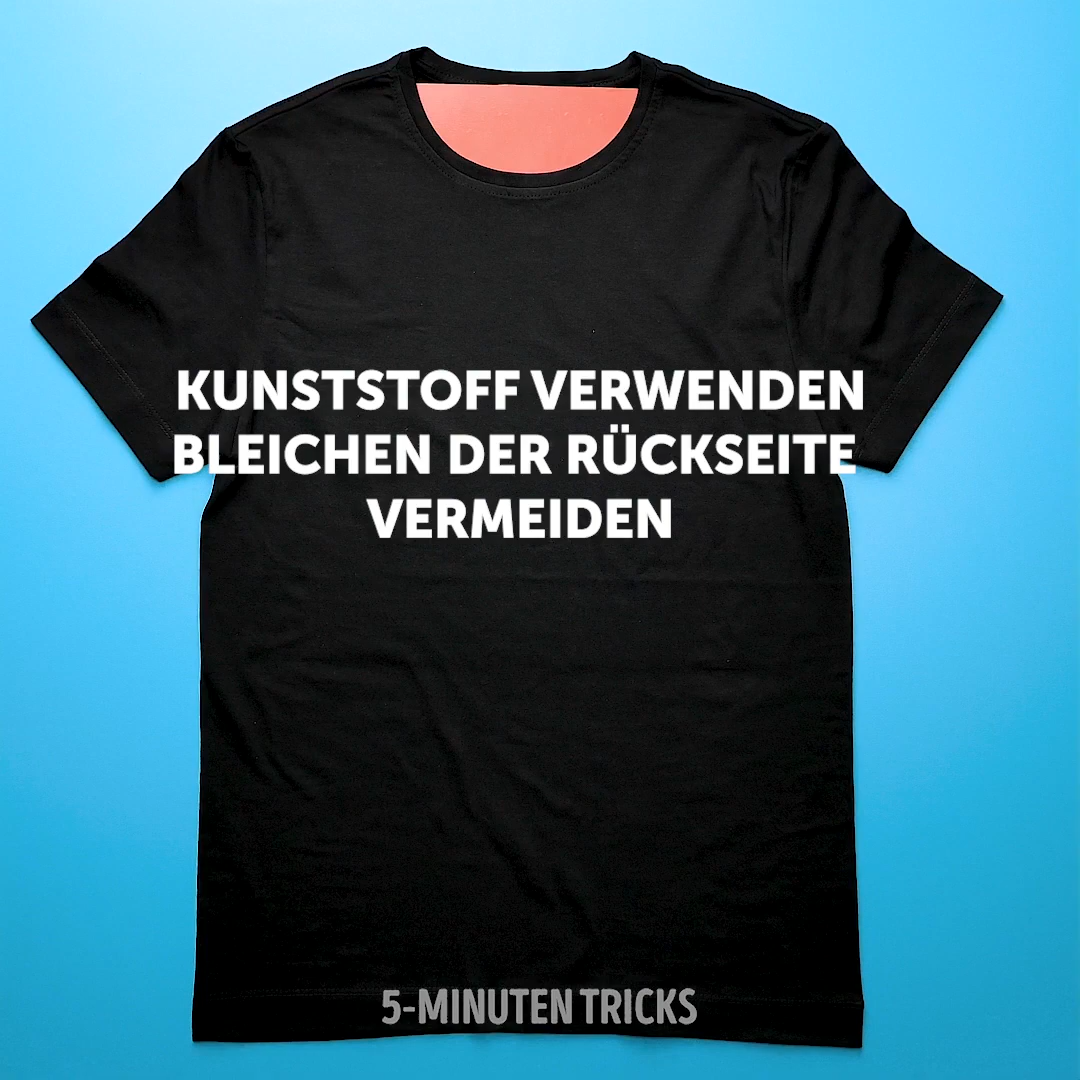 KUNSTSTOFF VERWENDEN
BLEICHEN DER RÜCKSEITE
VERMEIDEN
5-MINUTEN TRICKS